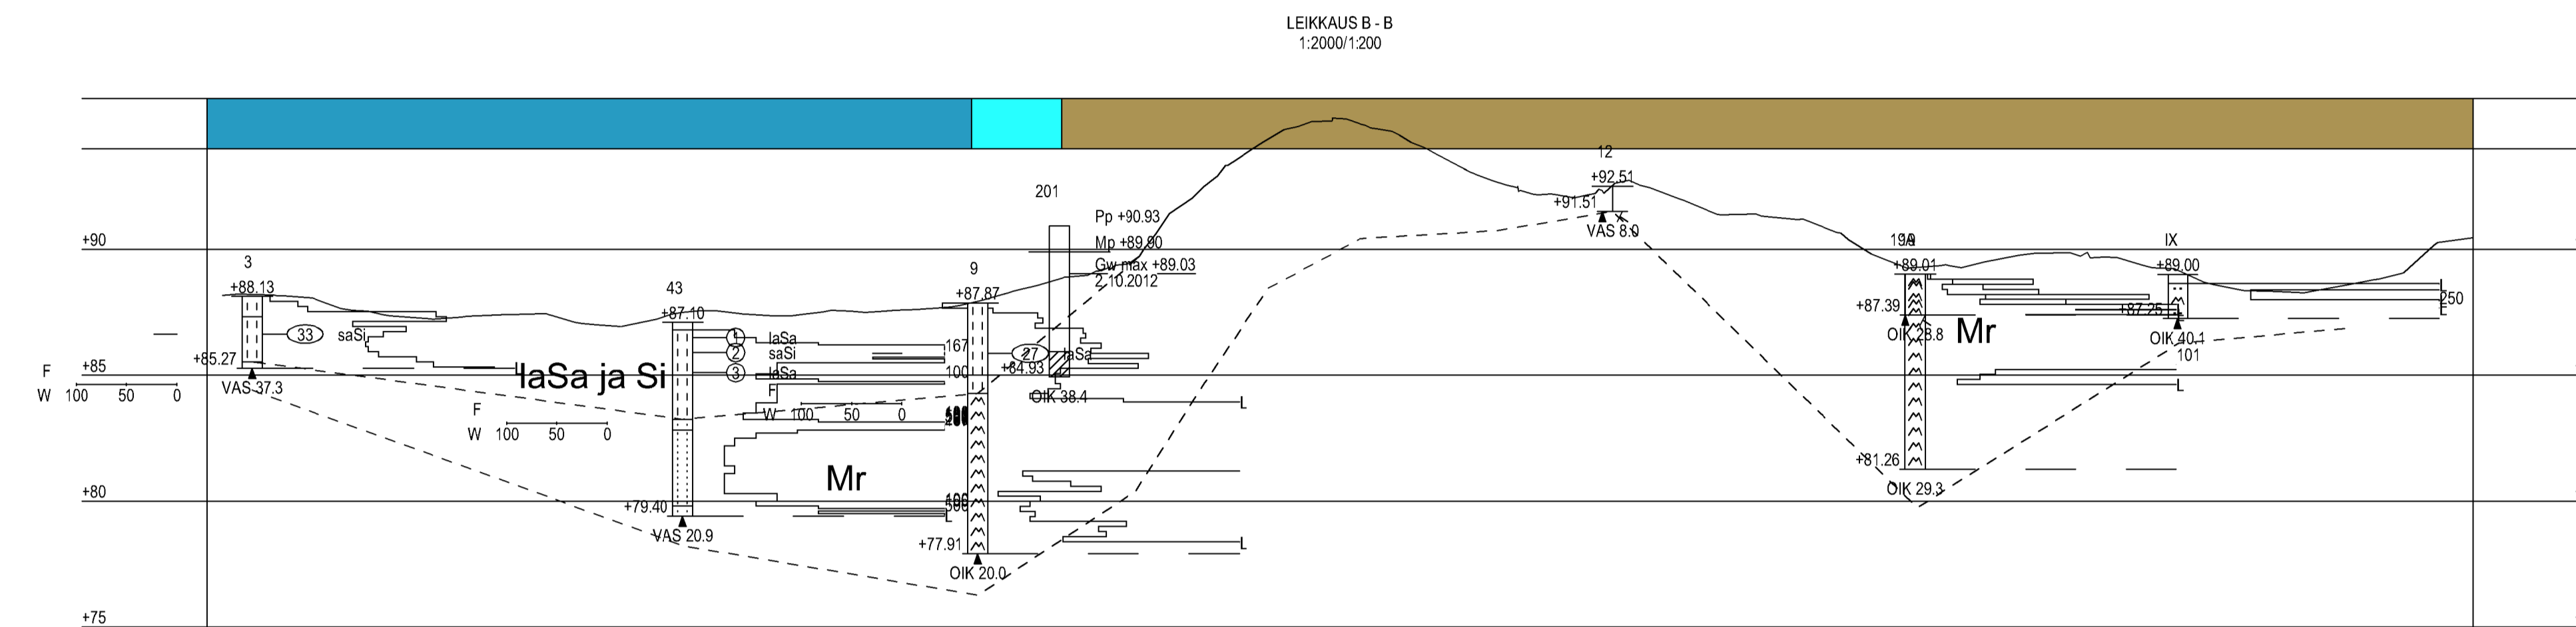 LEIKKAUS B - B
1:2000/1:200
12
+92.51
+91.51
VAS 8.0
201
Pp +90.93
Mp +89.90
Gw max +89.03
2.10.2012
+90
3
+88.13
33
saSi
+85.27
VAS 37.3
43
+87.10
1
laSa
2
saSi
3
laSa
167
100
+79.40
VAS 20.9
9
+87.87
27
laSa
+84.93
OIK 38.4
L
+77.91
OIK 20.0
L
+89.01
+87.39
Mr
+81.26
OIK 29.3
L
IX
+89.00
+87.25
OIK 40.1
101
L
250
L
+85
F
W 100 50 0
laSa ja Si
F
W 100 50 0
F
W 100 50 0
Mr
L
+80
+75